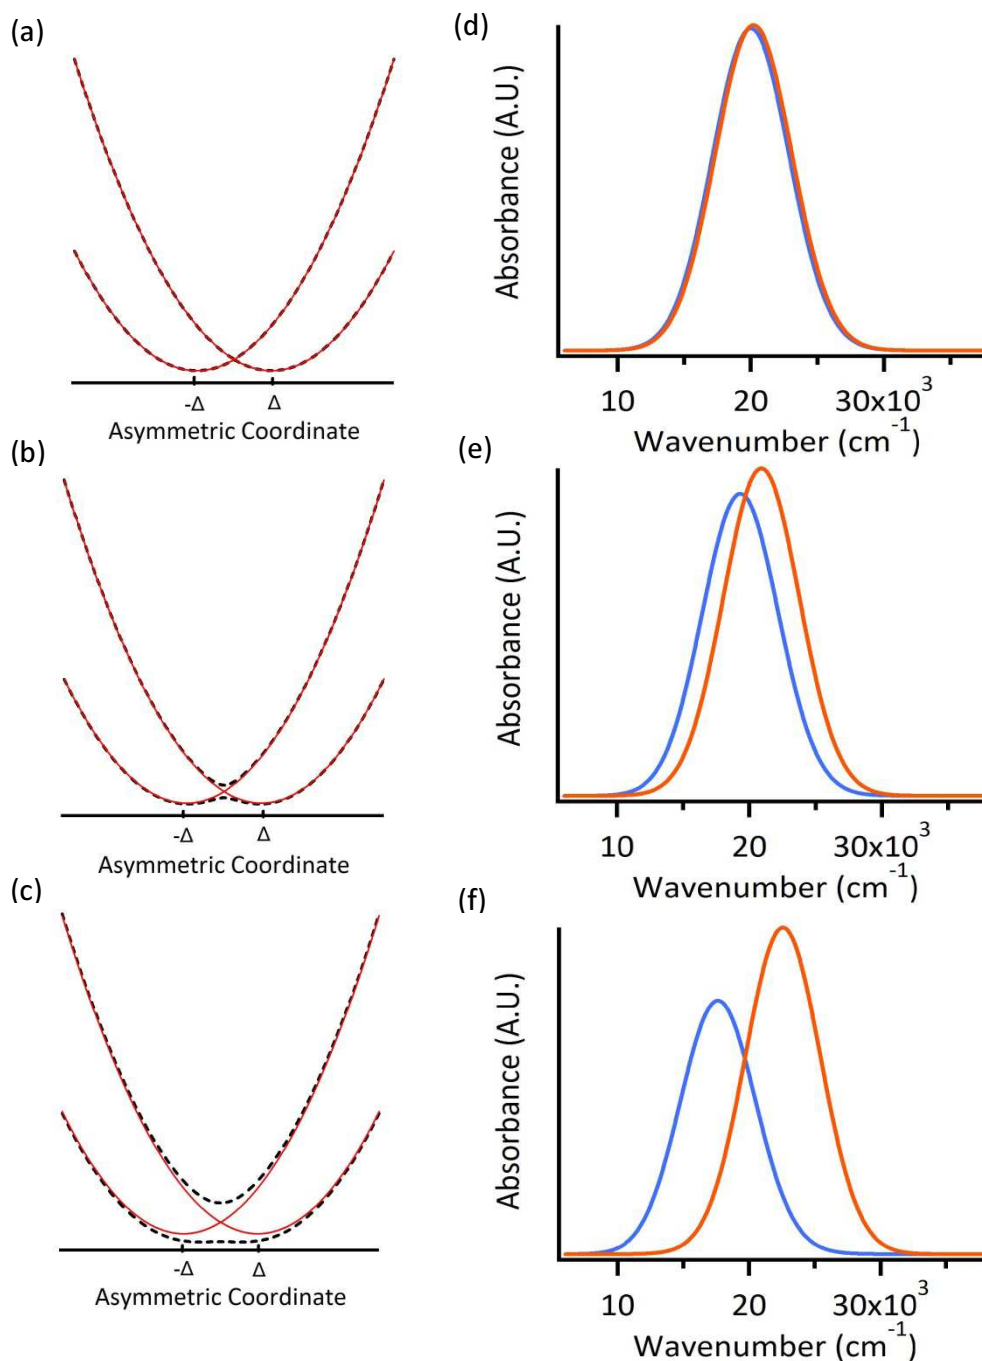 (a)
-Δ Δ
Asymmetric Coordinate
(b)
-Δ Δ
Asymmetric Coordinate
(c)
-Δ Δ
Asymmetric Coordinate
(d)
Absorbance (A.U.)
10 20 30x10³
Wavenumber (cm⁻¹)
(e)
Absorbance (A.U.)
10 20 30x10³
Wavenumber (cm⁻¹)
(f)
Absorbance (A.U.)
10 20 30x10³
Wavenumber (cm⁻¹)